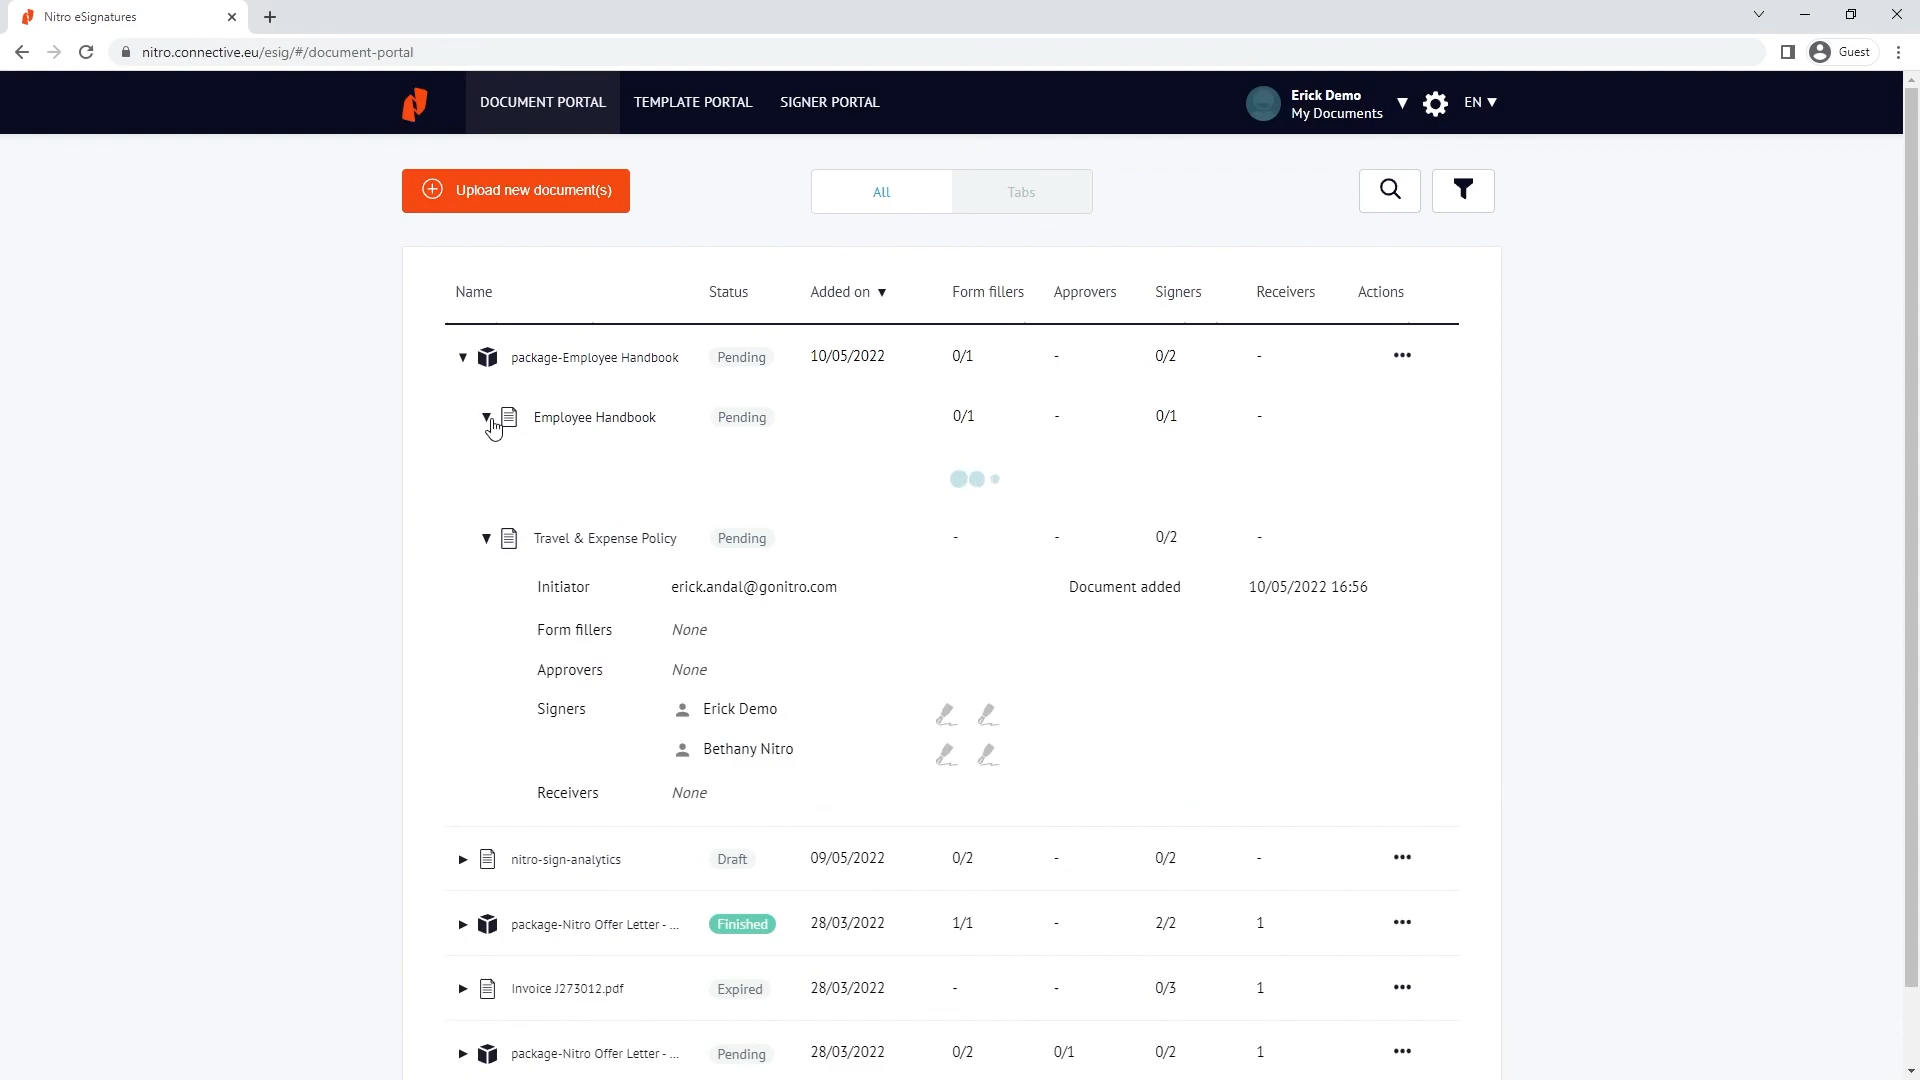 Nitro eSignatures
nitro.connective.eu/esig/#/document-portal
Guest
DOCUMENT PORTAL
TEMPLATE PORTAL
SIGNER PORTAL
Erick Demo
My Documents
EN
Upload new document(s)
All
Tabs
Name Status Added on Form fillers Approvers Signers Receivers Actions
package-Employee Handbook Pending 10/05/2022 0/1 - 0/2 -
Employee Handbook Pending 0/1 - 0/1 -
Travel & Expense Policy Pending - - 0/2 -
Initiator erick.andal@gonitro.com Document added 10/05/2022 16:56
Form fillers None
Approvers None
Signers Erick Demo
Bethany Nitro
Receivers None
nitro-sign-analytics Draft 09/05/2022 0/2 - 0/2 -
package-Nitro Offer Letter - ... Finished 28/03/2022 1/1 - 2/2 1
Invoice J273012.pdf Expired 28/03/2022 - - 0/3 1
package-Nitro Offer Letter - ... Pending 28/03/2022 0/2 0/1 0/2 1